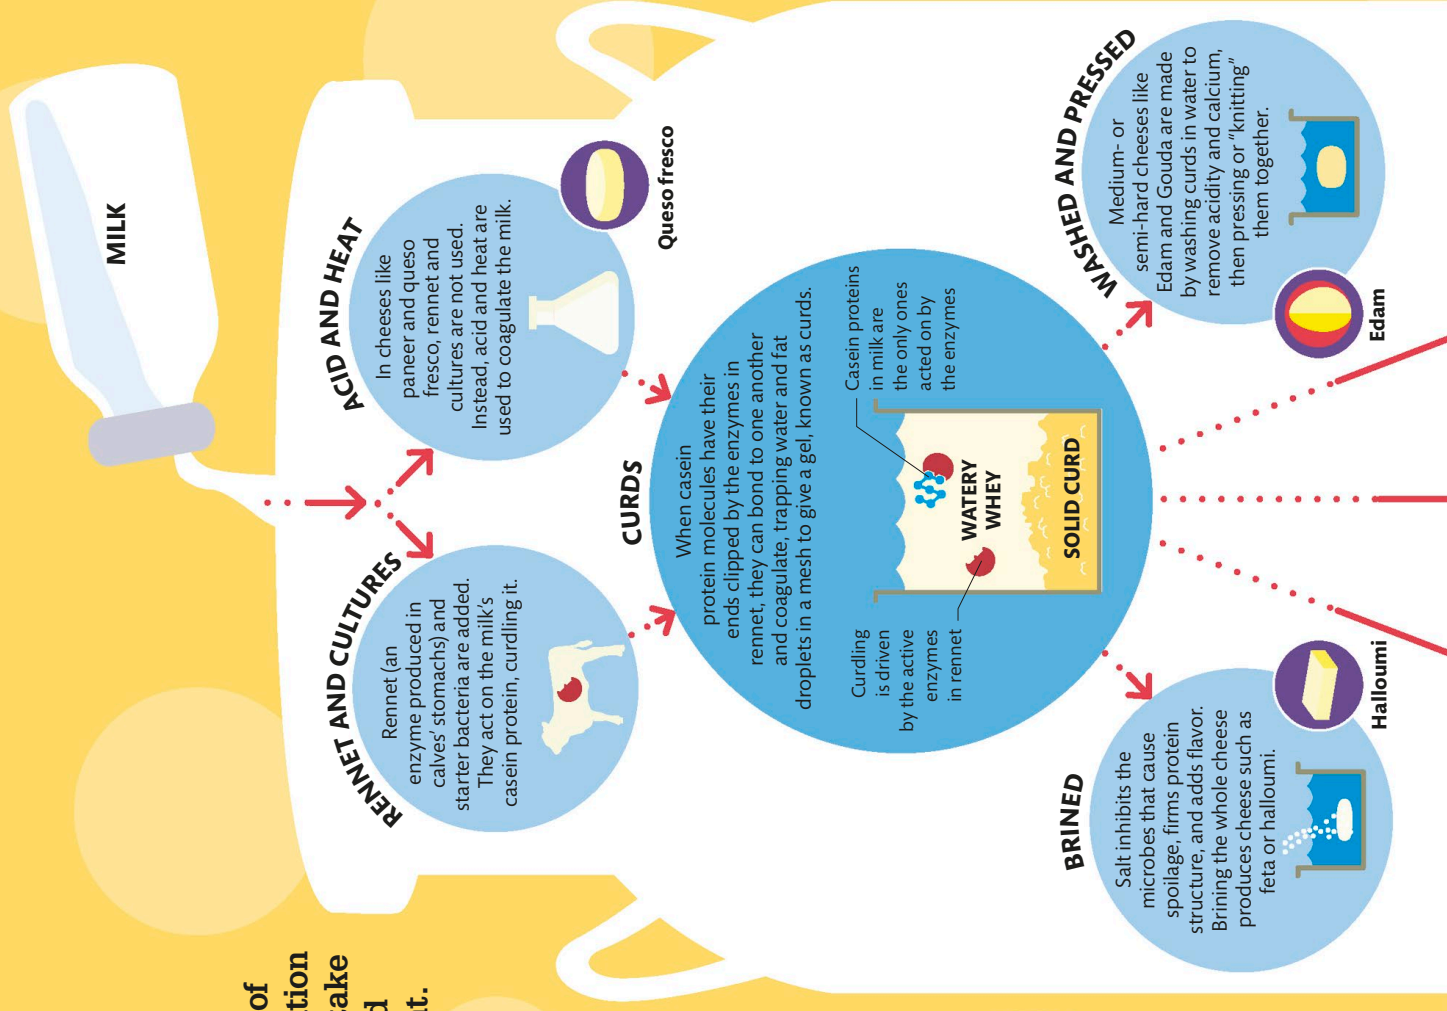 of
tion
ake
d
t.
MILK
RENNET AND CULTURES
Rennet (an
enzyme produced in
calves’ stomachs) and
starter bacteria are added.
They act on the milk’s
casein protein, curdling it.
ACID AND HEAT
In cheeses like
paneer and queso
fresco, rennet and
cultures are not used.
Instead, acid and heat are
used to coagulate the milk.
Queso fresco
CURDS
When casein
protein molecules have their
ends clipped by the enzymes in
rennet, they can bond to one another
and coagulate, trapping water and fat
droplets in a mesh to give a gel, known as curds.
Curdling
is driven
by the active
enzymes
in rennet
Casein proteins
in milk are
the only ones
acted on by
the enzymes
WATERY
WHEY
SOLID CURD
BRINED
Salt inhibits the
microbes that cause
spoilage, firms protein
structure, and adds flavor.
Brining the whole cheese
produces cheese such as
feta or halloumi.
Halloumi
WASHED AND PRESSED
Medium- or
semi-hard cheeses like
Edam and Gouda are made
by washing curds in water to
remove acidity and calcium,
then pressing or “knitting”
them together.
Edam